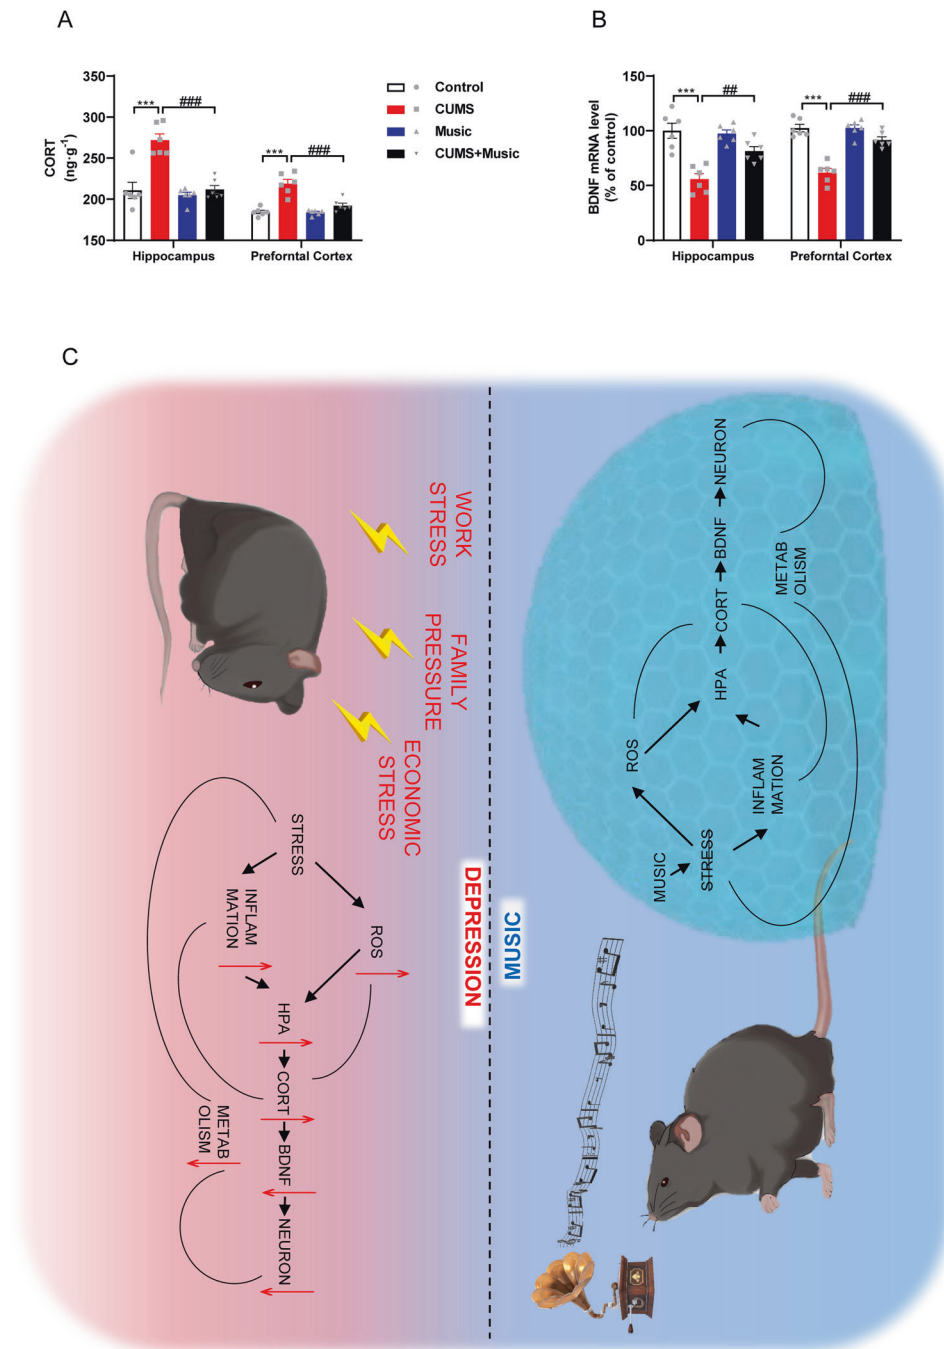 A
CORT
(ng·g⁻¹)
350
300
250
200
150
***
###
***
###
Hippocampus
Preforntal Cortex
Control
CUMS
Music
CUMS+Music
B
BDNF mRNA level
(% of control)
150
100
50
0
***
##
***
###
Hippocampus
Preforntal Cortex
C
WORK
STRESS
FAMILY
PRESSURE
ECONOMIC
STRESS
DEPRESSION
STRESS
INFLAM
MATION
ROS
HPA
CORT
BDNF
NEURON
METAB
OLISM
MUSIC
MUSIC
STRESS
ROS
INFLAM
MATION
HPA
CORT
BDNF
NEURON
METAB
OLISM